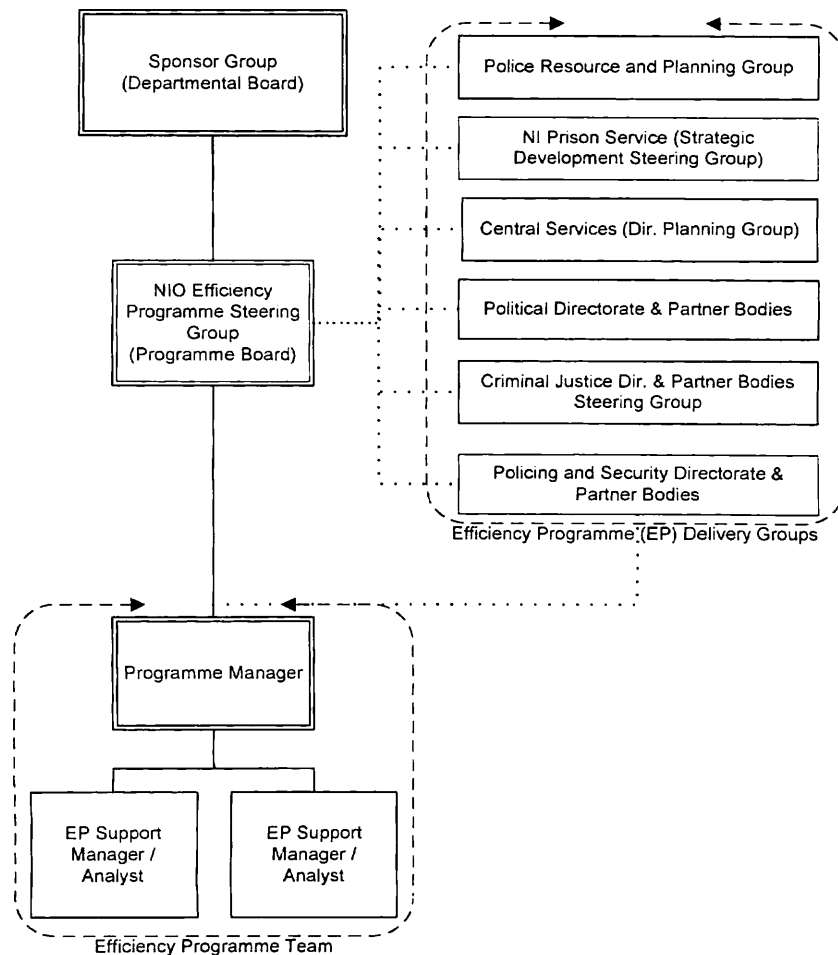 Sponsor Group
(Departmental Board)
NIO Efficiency
Programme Steering
Group
(Programme Board)
Police Resource and Planning Group
NI Prison Service (Strategic
Development Steering Group)
Central Services (Dir. Planning Group)
Political Directorate & Partner Bodies
Criminal Justice Dir. & Partner Bodies
Steering Group
Policing and Security Directorate &
Partner Bodies
Efficiency Programme (EP) Delivery Groups
Programme Manager
EP Support
Manager /
Analyst
EP Support
Manager /
Analyst
Efficiency Programme Team